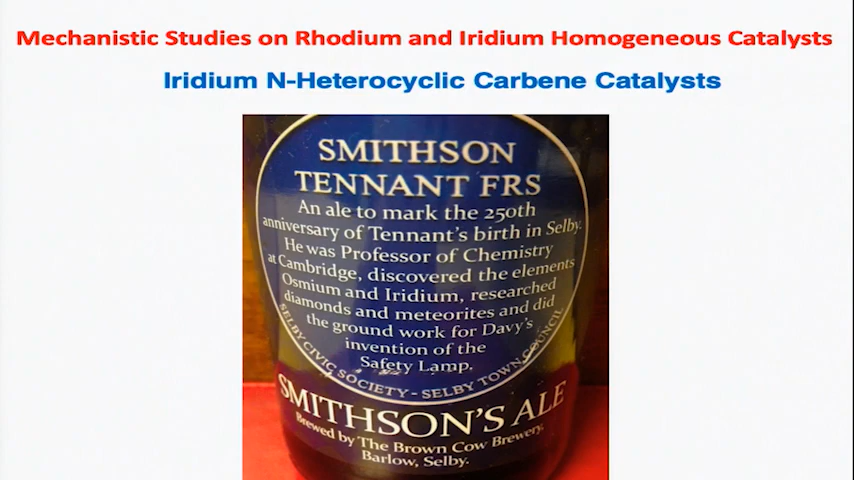 Mechanistic Studies on Rhodium and Iridium Homogeneous Catalysts
Iridium N-Heterocyclic Carbene Catalysts
SMITHSON
TENNANT FRS
An ale to mark the 250th
anniversary of Tennant's birth in Selby.
He was Professor of Chemistry
at Cambridge, discovered the elements
Osmium and Iridium, researched
diamonds and meteorites and did
the ground work for Davy's
invention of the
Safety Lamp.
SELBY CIVIC SOCIETY - SELBY TOWN COUNCIL
SMITHSON'S ALE
Brewed by The Brown Cow Brewery,
Barlow, Selby.